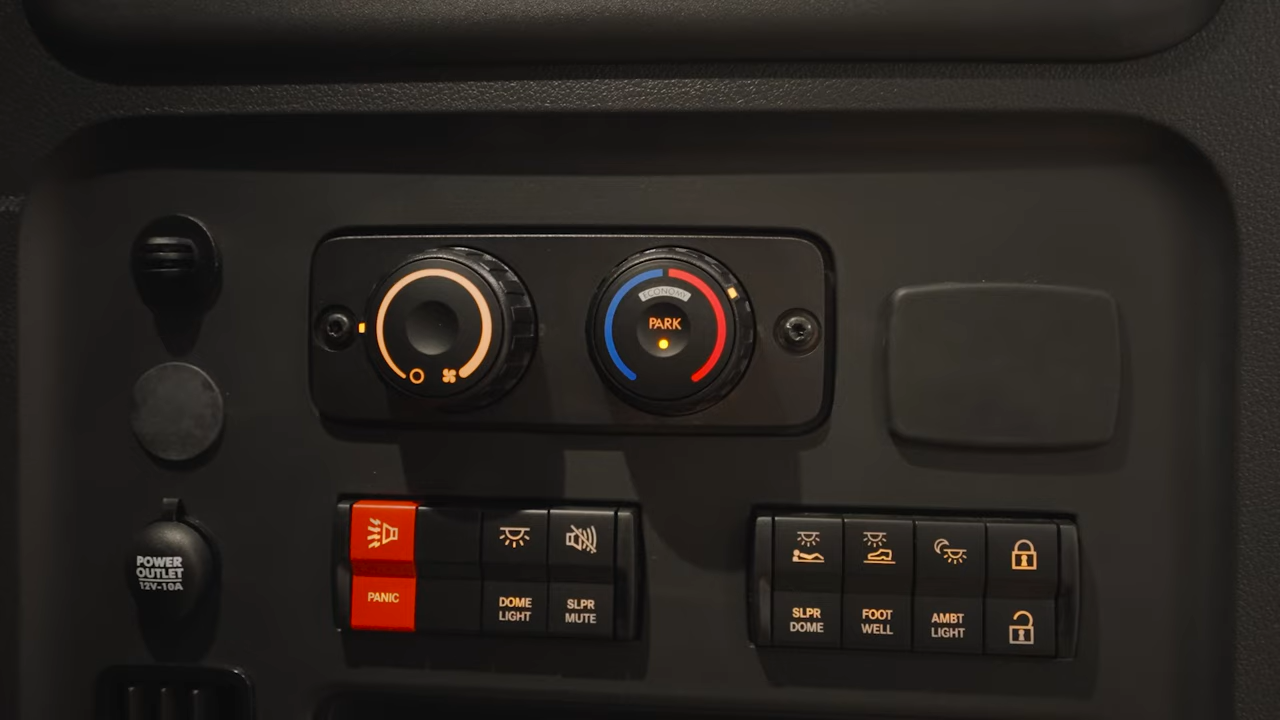 ECONOMY
PARK
POWER
OUTLET
12V-10A
PANIC
DOME
LIGHT
SLPR
MUTE
SLPR
DOME
FOOT
WELL
AMBT
LIGHT